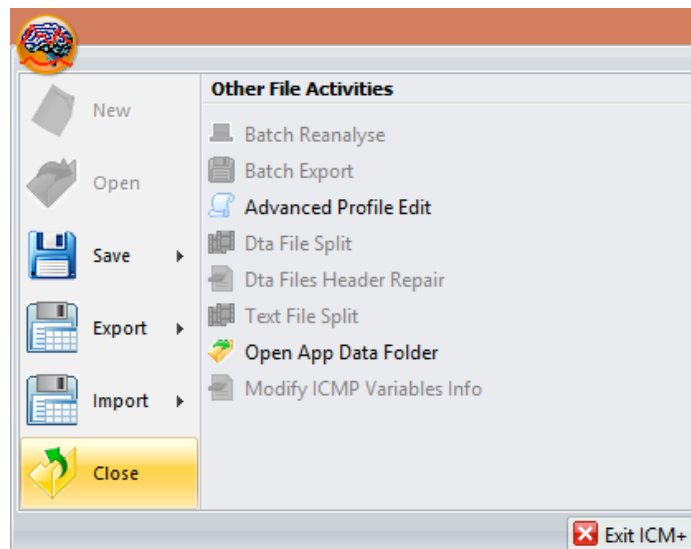 Other File Activities
New
Open
Save
Export
Import
Close
Batch Reanalyse
Batch Export
Advanced Profile Edit
Dta File Split
Dta Files Header Repair
Text File Split
Open App Data Folder
Modify ICMP Variables Info
Exit ICM+